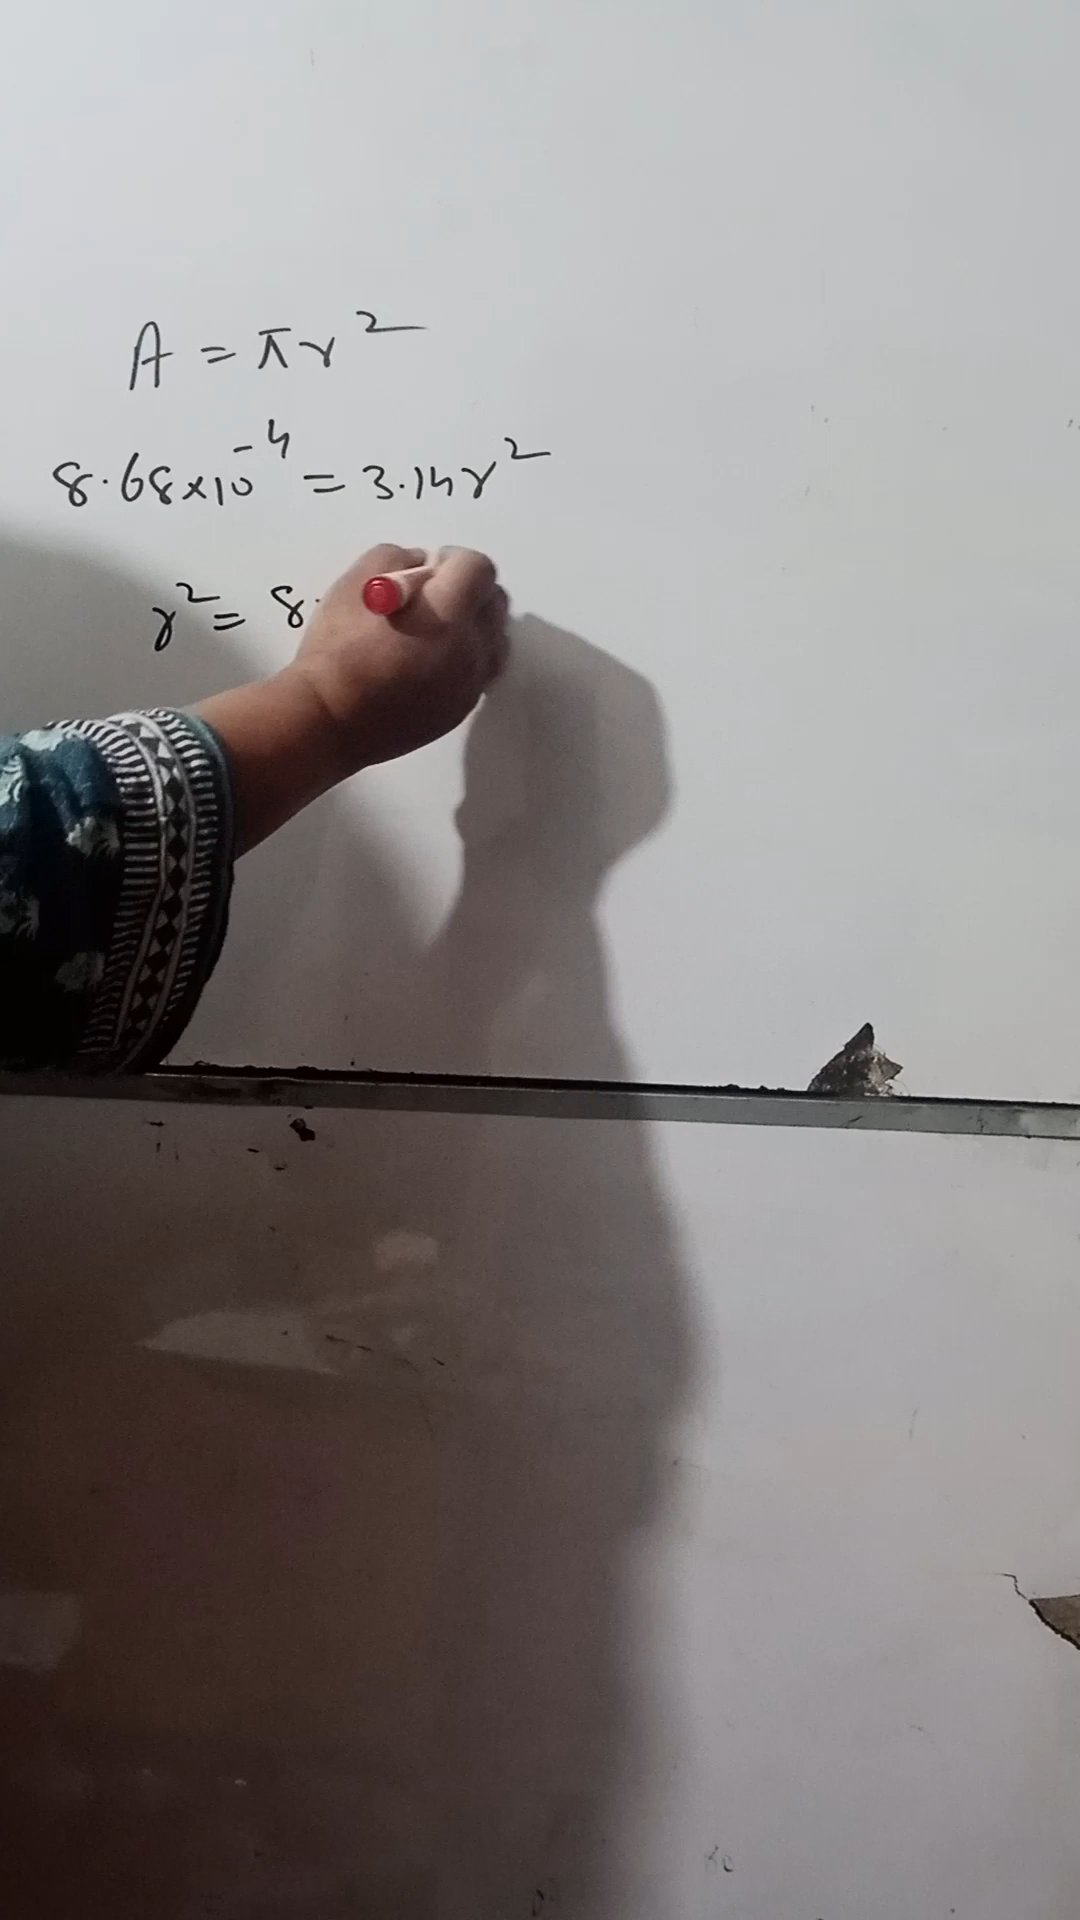 A = πr²
8.68×10⁻⁴ = 3.14r²
r² = 8.